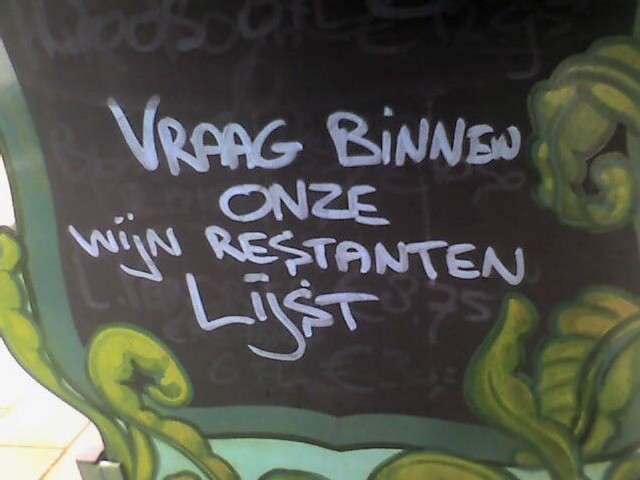 VRAAG BINNEN
ONZE
WIJN RESTANTEN
LIJST